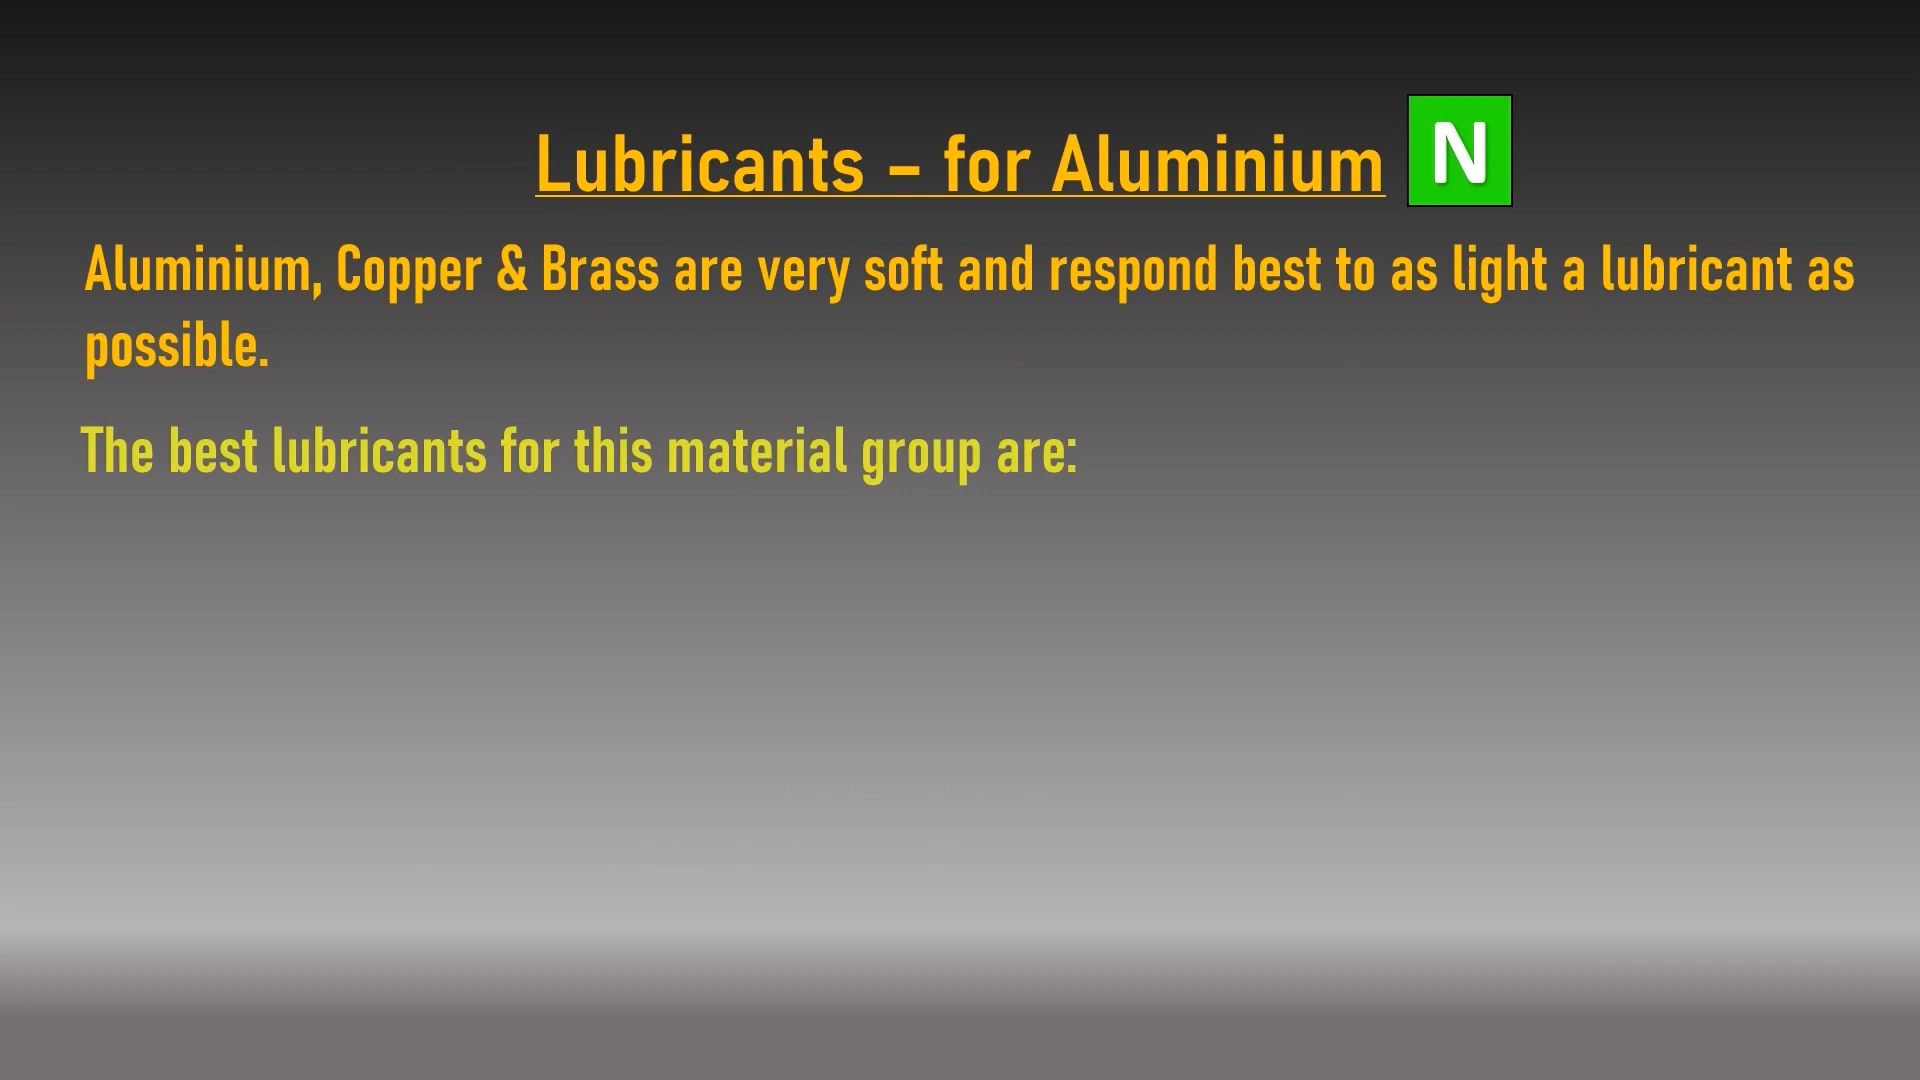 Lubricants – for Aluminium N
Aluminium, Copper & Brass are very soft and respond best to as light a lubricant as
possible.
The best lubricants for this material group are: